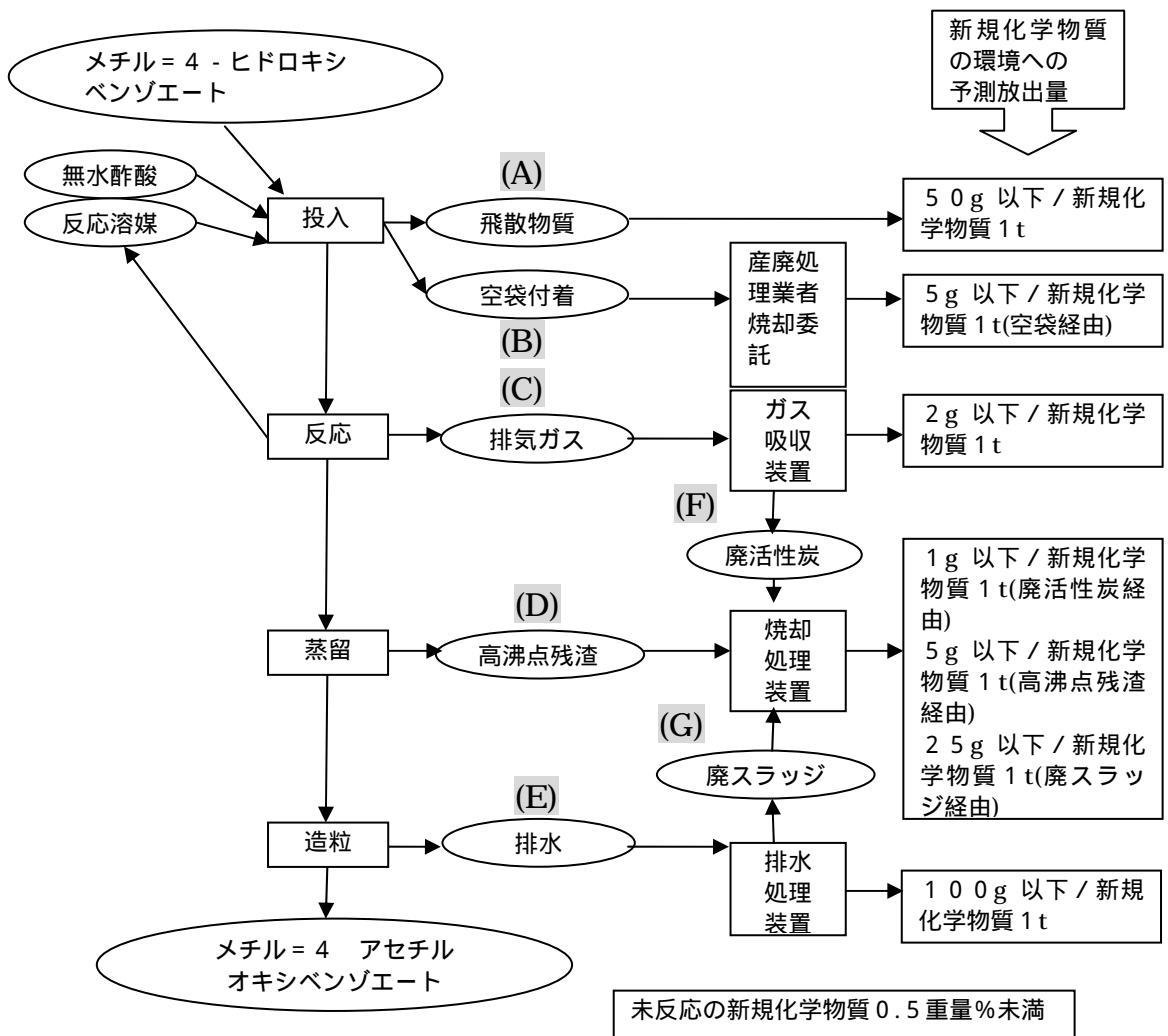 メチル=4-ヒドロキシ
ベンゾエート
新規化学物質
の環境への
予測放出量
無水酢酸
反応溶媒
投入
(A)
飛散物質
50g 以下/新規化
学物質1t
空袋付着
(B)
産廃処
理業者
焼却委
託
5g 以下/新規化学
物質1t(空袋経由)
(C)
反応
排気ガス
ガス
吸収
装置
2g 以下/新規化学
物質1t
(F)
廃活性炭
(D)
蒸留
高沸点残渣
焼却
処理
装置
1g 以下/新規化学
物質1t(廃活性炭経
由)
5g 以下/新規化学
物質1t(高沸点残渣
経由)
25g 以下/新規化
学物質1t(廃スラッ
ジ経由)
(G)
廃スラッジ
(E)
造粒
排水
排水
処理
装置
100g 以下/新規
化学物質1t
メチル=4 アセチル
オキシベンゾエート
未反応の新規化学物質0.5重量%未満